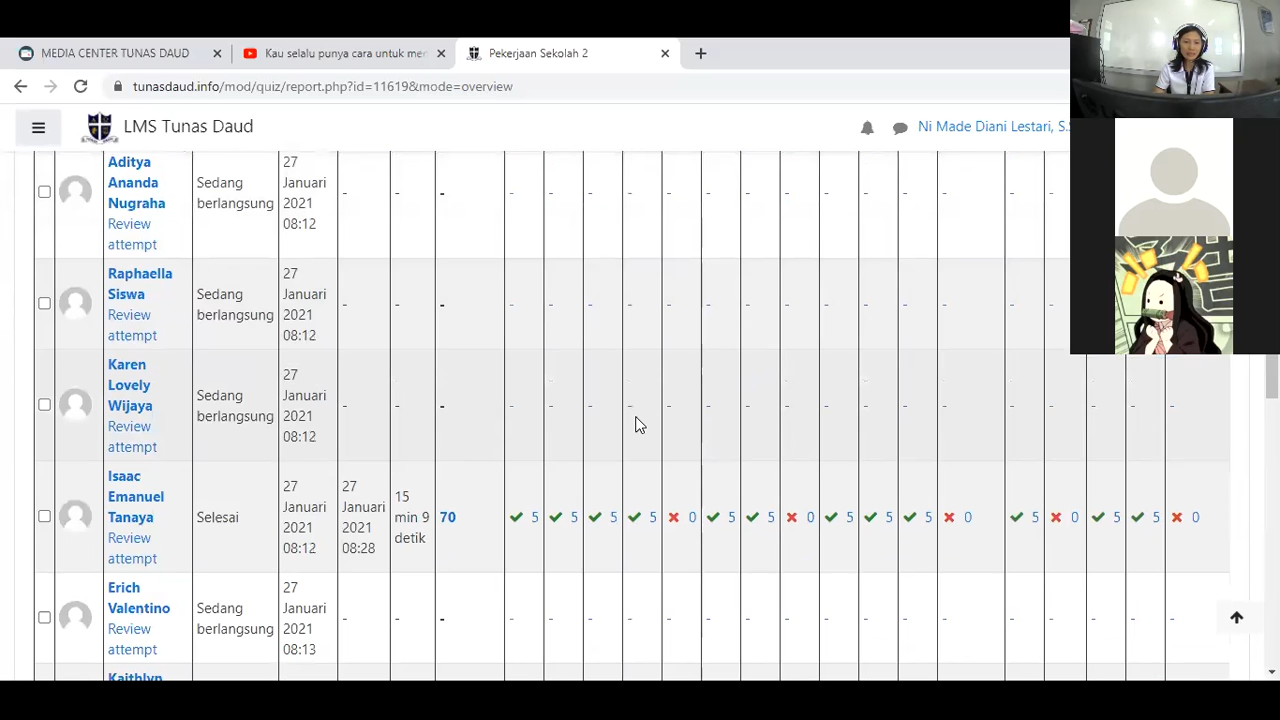 MEDIA CENTER TUNAS DAUD
Kau selalu punya cara untuk mer
Pekerjaan Sekolah 2
tunasdaud.info/mod/quiz/report.php?id=11619&mode=overview
LMS Tunas Daud
Ni Made Diani Lestari, S.
Aditya
Ananda
Nugraha
Review
attempt
Sedang
berlangsung
27
Januari
2021
08:12
- - - - - - - - - - - - - - - - -
Raphaella
Siswa
Review
attempt
Sedang
berlangsung
27
Januari
2021
08:12
- - - - - - - - - - - - - - - - -
Karen
Lovely
Wijaya
Review
attempt
Sedang
berlangsung
27
Januari
2021
08:12
- - - - - - - - - - - - - - - - - - - -
Isaac
Emanuel
Tanaya
Review
attempt
Selesai
27
Januari
2021
08:12
27
Januari
2021
08:28
15
min 9
detik
70
✓ 5 ✓ 5 ✓ 5 ✓ 5 ✗ 0 ✓ 5 ✓ 5 ✗ 0 ✓ 5 ✓ 5 ✓ 5 ✗ 0 ✓ 5 ✗ 0 ✓ 5 ✓ 5 ✗ 0
Erich
Valentino
Review
attempt
Sedang
berlangsung
27
Januari
2021
08:13
- - - - - - - - - - - - - - - - - - - -
Kaithlyn